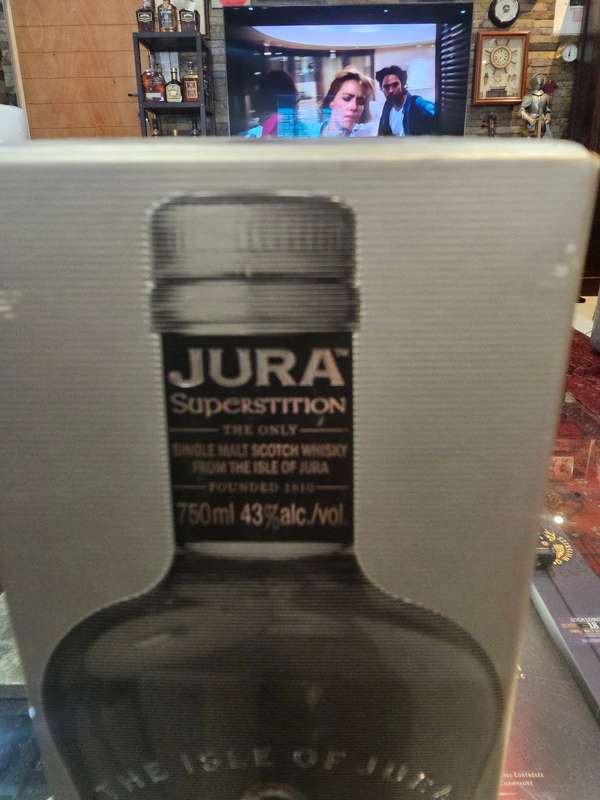 JURA™
SUPERSTITION
THE ONLY
SINGLE MALT SCOTCH WHISKY
FROM THE ISLE OF JURA
FOUNDED 1810
750ml 43%alc./vol.
THE ISLE OF JURA